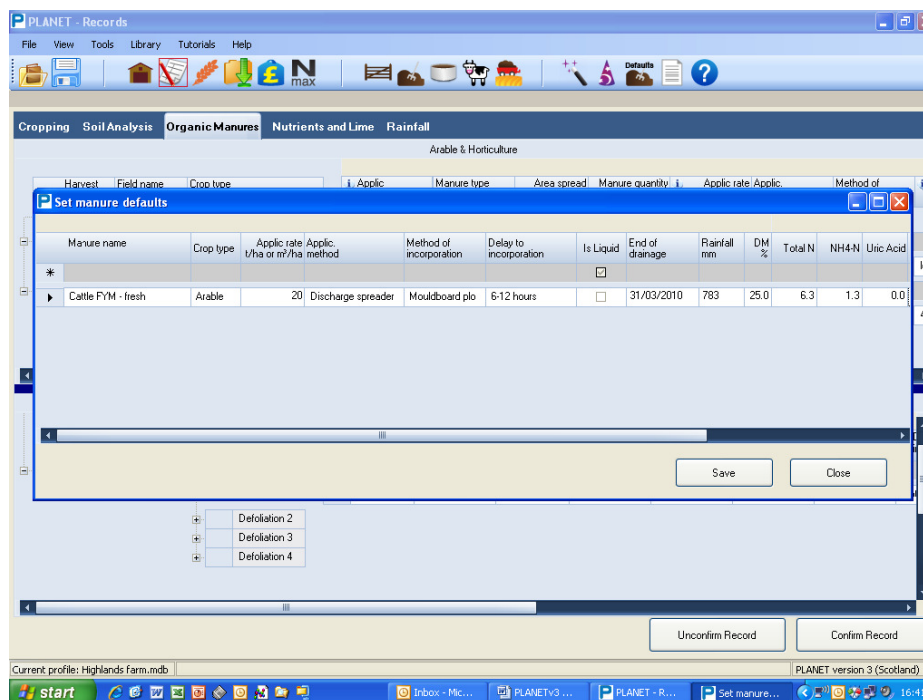 PLANET - Records
File View Tools Library Tutorials Help
N max Defaults
Cropping Soil Analysis Organic Manures Nutrients and Lime Rainfall
Arable & Horticulture
Harvest Field name Crop type Applic Manure type Area spread Manure quantity Applic rate Applic. Method of
Set manure defaults
Manure name Crop type Applic rate t/ha or m³/ha Applic. method Method of incorporation Delay to incorporation Is Liquid End of drainage Rainfall mm DM % Total N NH4-N Uric Acid
Cattle FYM - fresh Arable 20 Discharge spreader Mouldboard plo 6-12 hours 31/03/2010 783 25.0 6.3 1.3 0.0
Save Close
Defoliation 2
Defoliation 3
Defoliation 4
Unconfirm Record Confirm Record
Current profile: Highlands farm.mdb PLANET version 3 (Scotland)
start Inbox - Mic... PLANETv3 ... PLANET - R... Set manure... 16:4